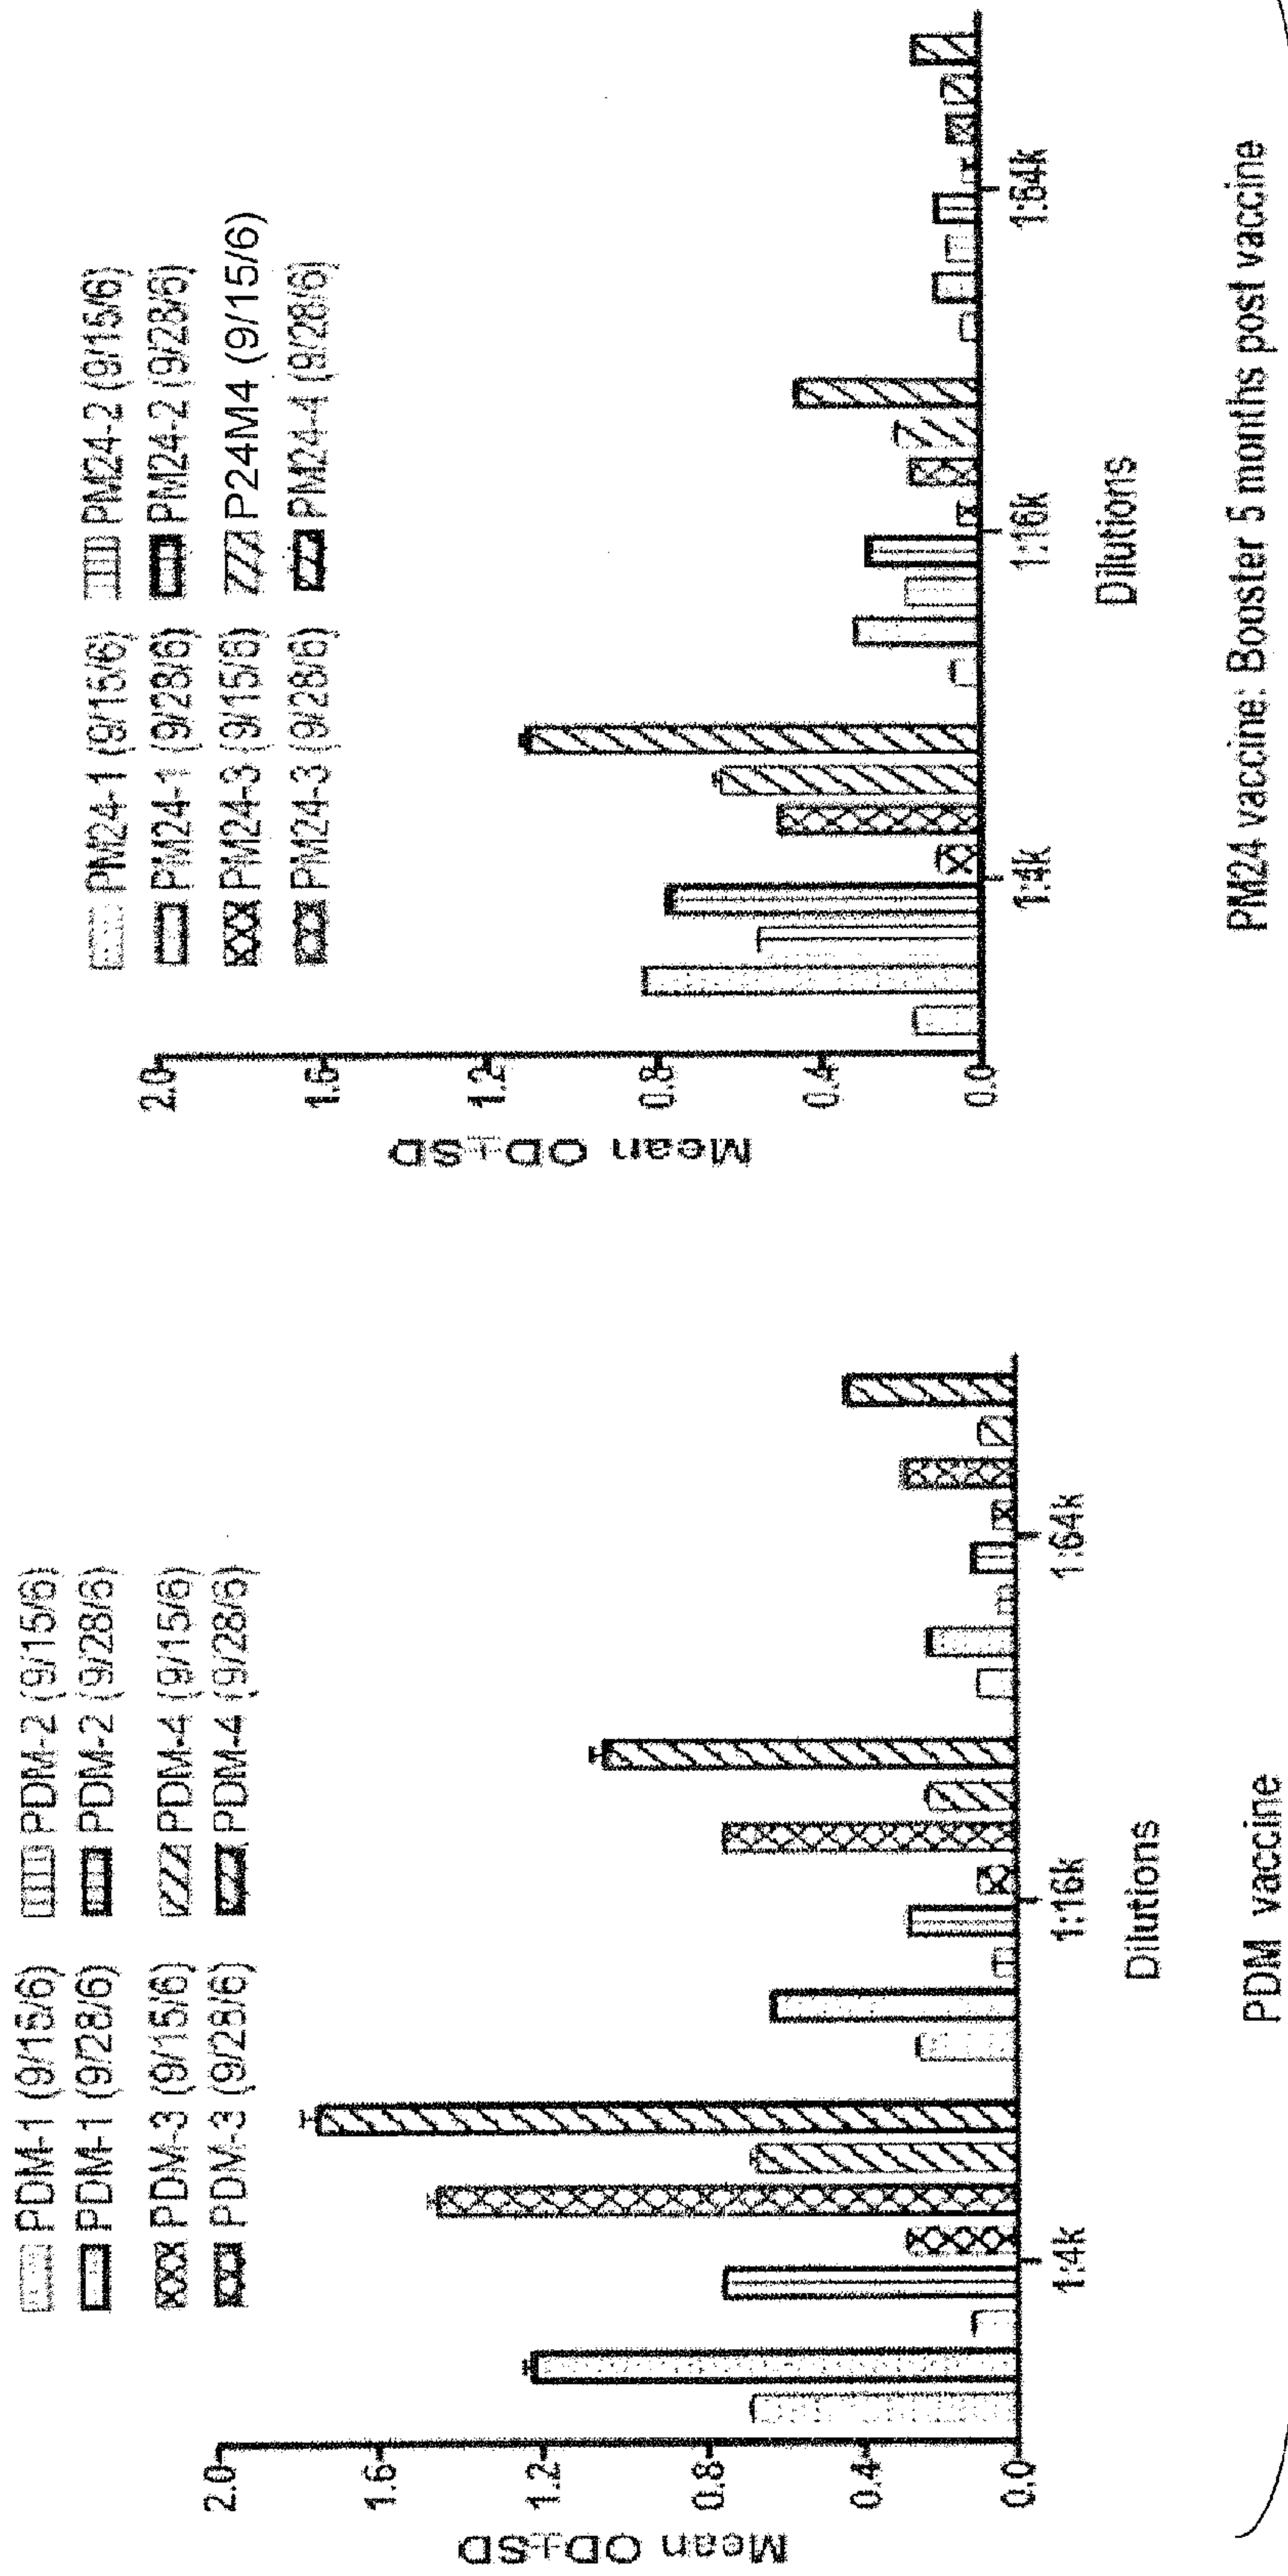 PDM-1 (9/15/6) PDM-2 (9/15/6)
PDM-1 (9/28/6) PDM-2 (9/28/6)
PDM-3 (9/15/6) PDM-4 (9/15/6)
PDM-3 (9/28/6) PDM-4 (9/28/6)
Mean OD±SD
2.0
1.6
1.2
0.8
0.4
0.0
1:4k 1:16k 1:64k
Dilutions
PDM vaccine
PM24-1 (9/15/6) PM24-2 (9/15/6)
PM24-1 (9/28/6) PM24-2 (9/28/6)
PM24-3 (9/15/6) P24M4 (9/15/6)
PM24-3 (9/28/6) PM24-4 (9/28/6)
Mean OD±SD
2.0
1.6
1.2
0.8
0.4
0.0
1:4k 1:16k 1:64k
Dilutions
PM24 vaccine: Booster 5 months post vaccine